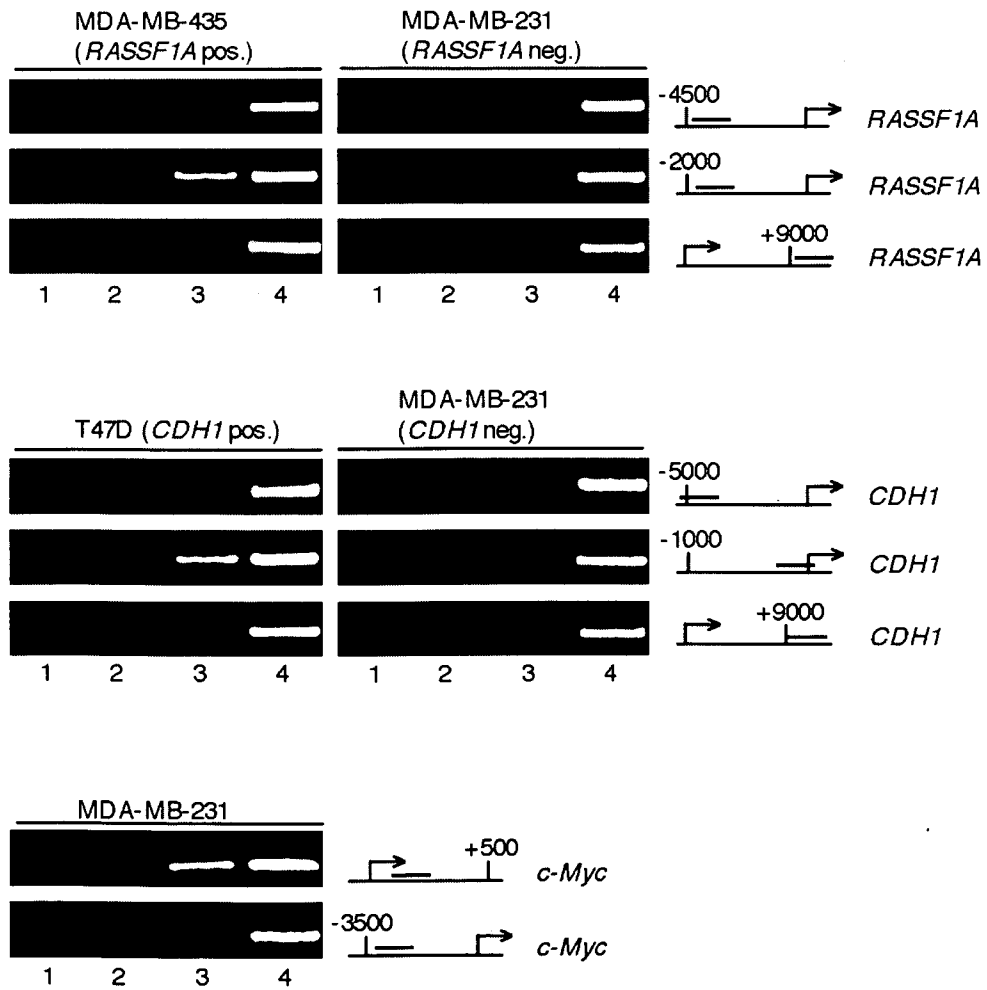 MDA-MB-435
(RASSF1A pos.)
MDA-MB-231
(RASSF1A neg.)
-4500
RASSF1A
-2000
RASSF1A
+9000
RASSF1A
1 2 3 4 1 2 3 4
T47D (CDH1 pos.)
MDA-MB-231
(CDH1 neg.)
-5000
CDH1
-1000
CDH1
+9000
CDH1
1 2 3 4 1 2 3 4
MDA-MB-231
+500
c-Myc
-3500
c-Myc
1 2 3 4